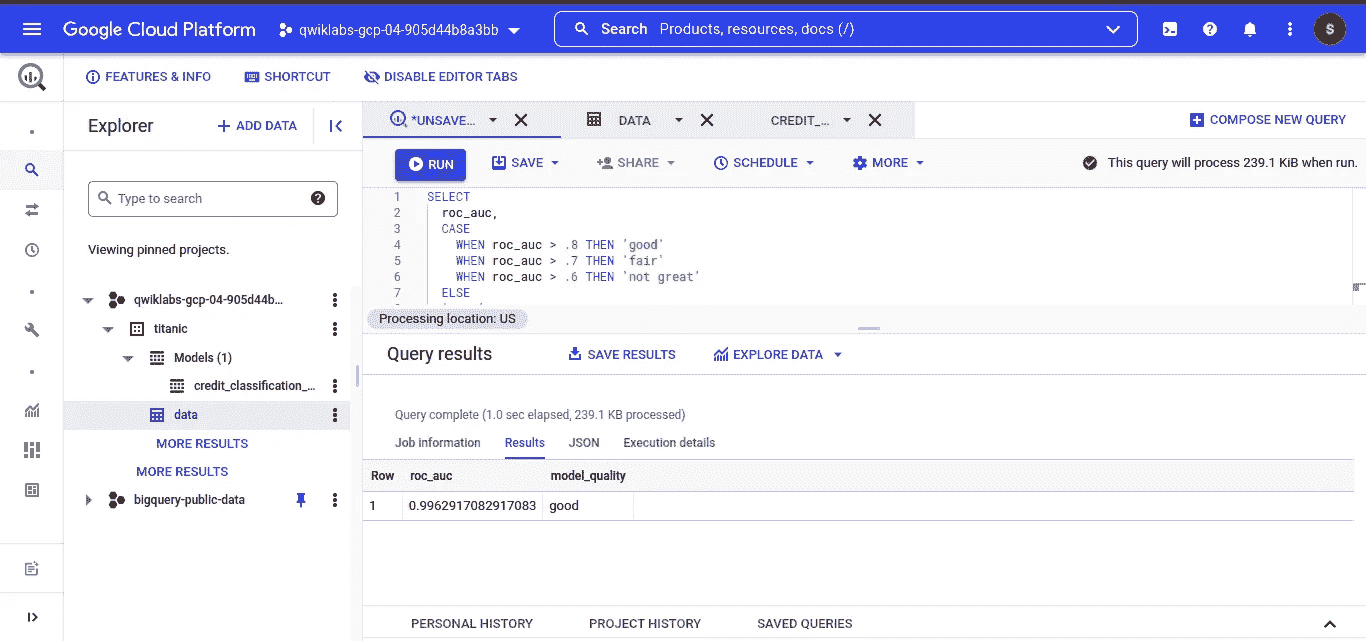 Google Cloud Platform
qwiklabs-gcp-04-905d44b8a3bb
Search Products, resources, docs (/)
S
FEATURES & INFO
SHORTCUT
DISABLE EDITOR TABS
Explorer
+ ADD DATA
*UNSAVE...
DATA
CREDIT_...
COMPOSE NEW QUERY
RUN
SAVE
SHARE
SCHEDULE
MORE
This query will process 239.1 KiB when run.
Type to search
Viewing pinned projects.
qwiklabs-gcp-04-905d44b...
titanic
Models (1)
credit_classification_...
data
MORE RESULTS
MORE RESULTS
bigquery-public-data
1 SELECT
2 roc_auc,
3 CASE
4 WHEN roc_auc > .8 THEN 'good'
5 WHEN roc_auc > .7 THEN 'fair'
6 WHEN roc_auc > .6 THEN 'not great'
7 ELSE
Processing location: US
Query results
SAVE RESULTS
EXPLORE DATA
Query complete (1.0 sec elapsed, 239.1 KB processed)
Job information
Results
JSON
Execution details
Row roc_auc model_quality
1 0.9962917082917083 good
PERSONAL HISTORY
PROJECT HISTORY
SAVED QUERIES